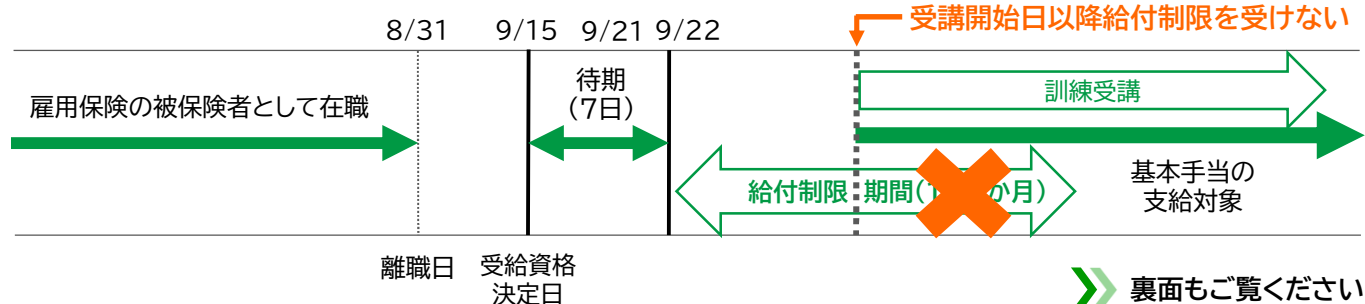 受講開始日以降給付制限を受けない
8/31 9/15 9/21 9/22
待期
(7日)
雇用保険の被保険者として在職
訓練受講
給付制限 期間(1 か月)
基本手当の
支給対象
離職日
受給資格
決定日
裏面もご覧ください